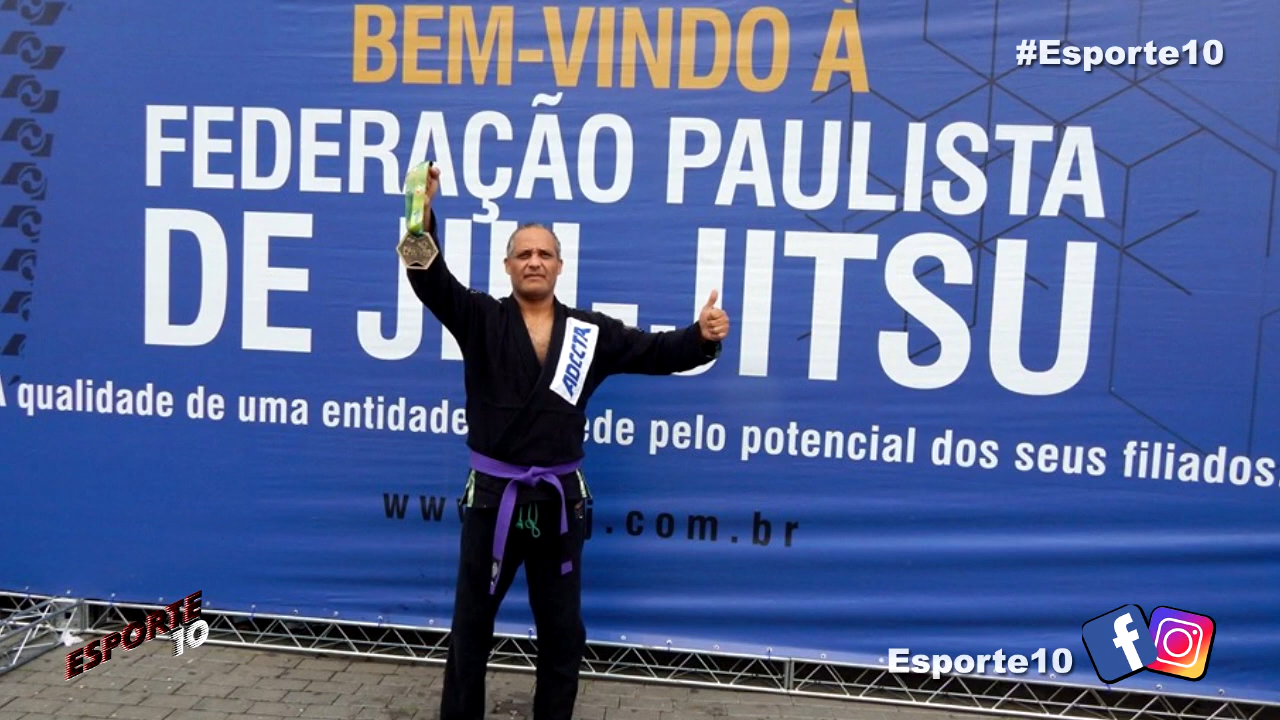 BEM-VINDO À
#Esporte10
FEDERAÇÃO PAULISTA
DE JIU-JITSU
ADCCTA
À qualidade de uma entidade ede pelo potencial dos seus filiados.
www. j.com.br
ESPORTE
10
Esporte10